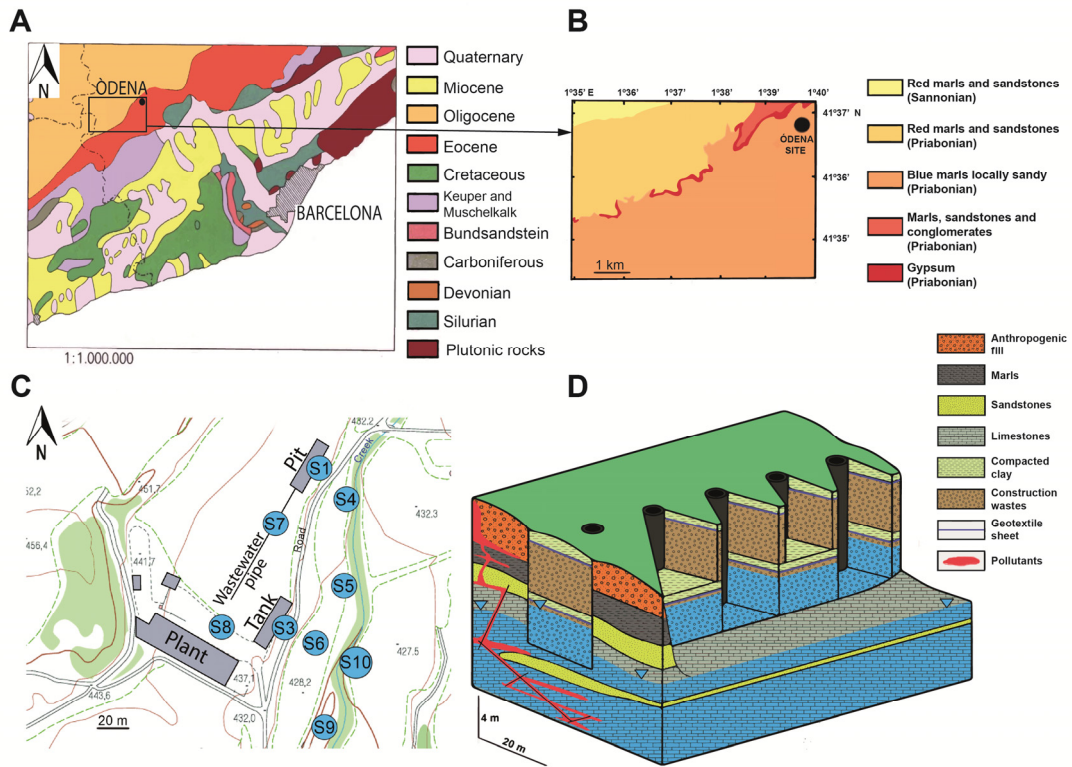 A
N
ÒDENA
BARCELONA
1:1.000.000
Quaternary
Miocene
Oligocene
Eocene
Cretaceous
Keuper and
Muschelkalk
Bundsandstein
Carboniferous
Devonian
Silurian
Plutonic rocks
B
1°35' E
1°36'
1°37'
1°38'
1°39'
1°40'
41°37' N
ÒDENA
SITE
41°36'
41°35'
1 km
Red marls and sandstones
(Sannonian)
Red marls and sandstones
(Priabonian)
Blue marls locally sandy
(Priabonian)
Marls, sandstones and
conglomerates
(Priabonian)
Gypsum
(Priabonian)
C
N
432,2
Creek
Pit
S1
S4
451,7
52,2
432,3
S7
Road
455,4
441,7
Wastewater
pipe
S5
Tank
S8
S3
S6
Plant
S10
427,5
437,1
428,2
443,6
432,0
20 m
S9
D
4 m
20 m
Anthropogenic
fill
Marls
Sandstones
Limestones
Compacted
clay
Construction
wastes
Geotextile
sheet
Pollutants